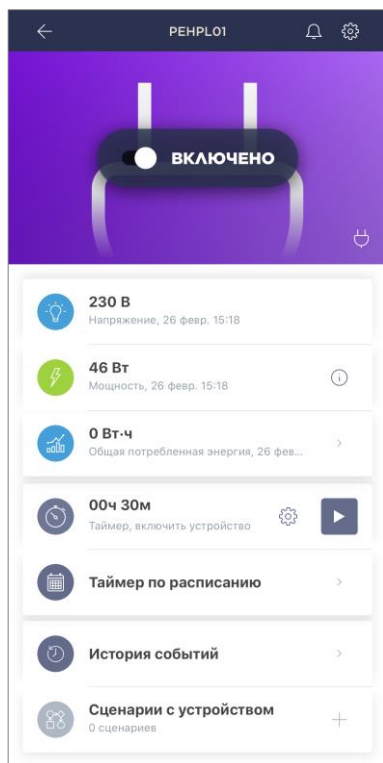 PEHPL01
ВКЛЮЧЕНО
230 В
Напряжение, 26 февр. 15:18
46 Вт
Мощность, 26 февр. 15:18
0 Вт·ч
Общая потребленная энергия, 26 фев...
00ч 30м
Таймер, включить устройство
Таймер по расписанию
История событий
Сценарии с устройством
0 сценариев